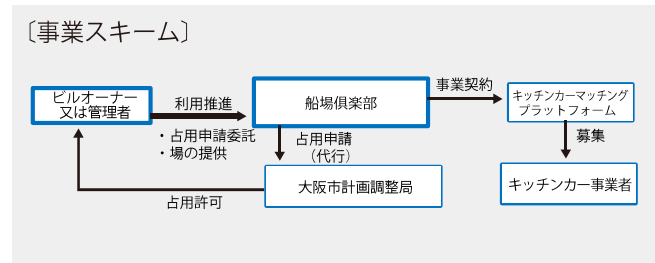 〔事業スキーム〕
ビルオーナー
又は管理者
利用推進
・占用申請委託
・場の提供
船場倶楽部
事業契約
キッチンカーマッチング
プラットフォーム
占用申請
（代行）
募集
大阪市計画調整局
キッチンカー事業者
占用許可